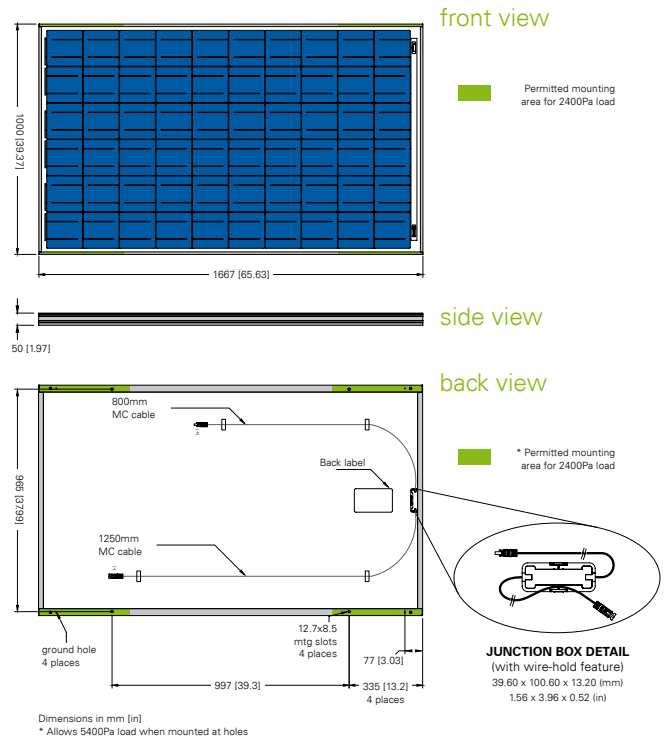 front view
Permitted mounting
area for 2400Pa load
1000 [39.37]
1667 [65.63]
side view
50 [1.97]
back view
800mm
MC cable
* Permitted mounting
area for 2400Pa load
Back label
965 [37.99]
1250mm
MC cable
ground hole
4 places
12.7x8.5
mtg slots
4 places
77 [3.03]
997 [39.3]
335 [13.2]
4 places
JUNCTION BOX DETAIL
(with wire-hold feature)
39.60 x 100.60 x 13.20 (mm)
1.56 x 3.96 x 0.52 (in)
Dimensions in mm [in]
* Allows 5400Pa load when mounted at holes